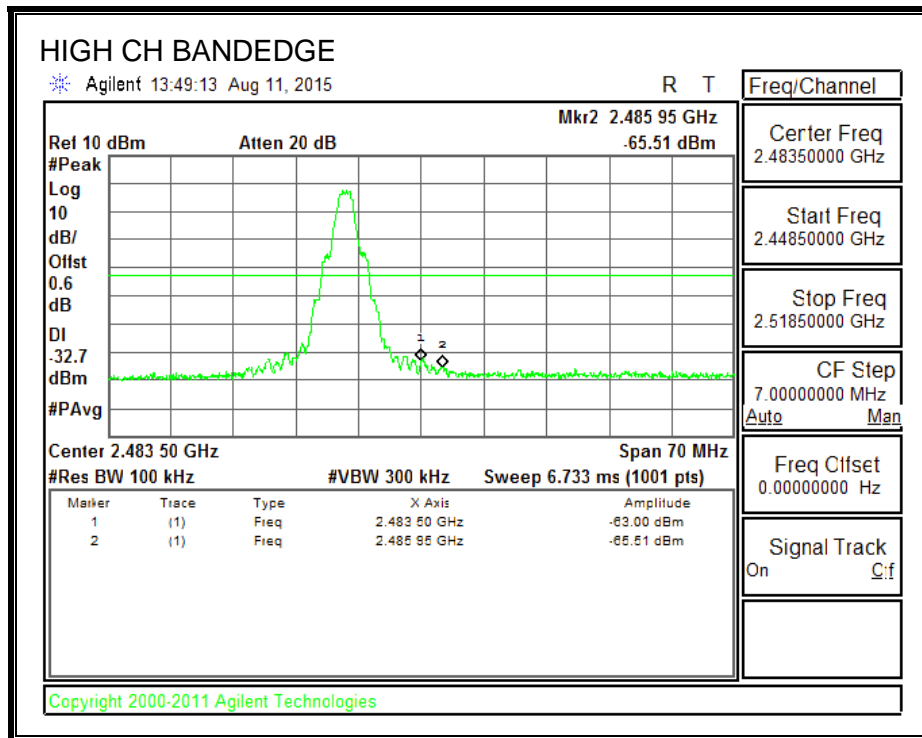 HIGH CH BANDEDGE
Agilent 13:49:13 Aug 11, 2015
R T
Mkr2 2.485 95 GHz
Ref 10 dBm
Atten 20 dB
-65.51 dBm
#Peak
Log
10
dB/
Offst
0.6
dB
DI
-32.7
dBm
#PAvg
1
2
Center 2.483 50 GHz
Span 70 MHz
#Res BW 100 kHz
#VBW 300 kHz
Sweep 6.733 ms (1001 pts)
Marker Trace Type X Axis Amplitude
1 (1) Freq 2.483 50 GHz -63.00 dBm
2 (1) Freq 2.485 95 GHz -65.51 dBm
Freq/Channel
Center Freq
2.48350000 GHz
Start Freq
2.44850000 GHz
Stop Freq
2.51850000 GHz
CF Step
7.00000000 MHz
Auto Man
Freq Offset
0.00000000 Hz
Signal Track
On Off
Copyright 2000-2011 Agilent Technologies